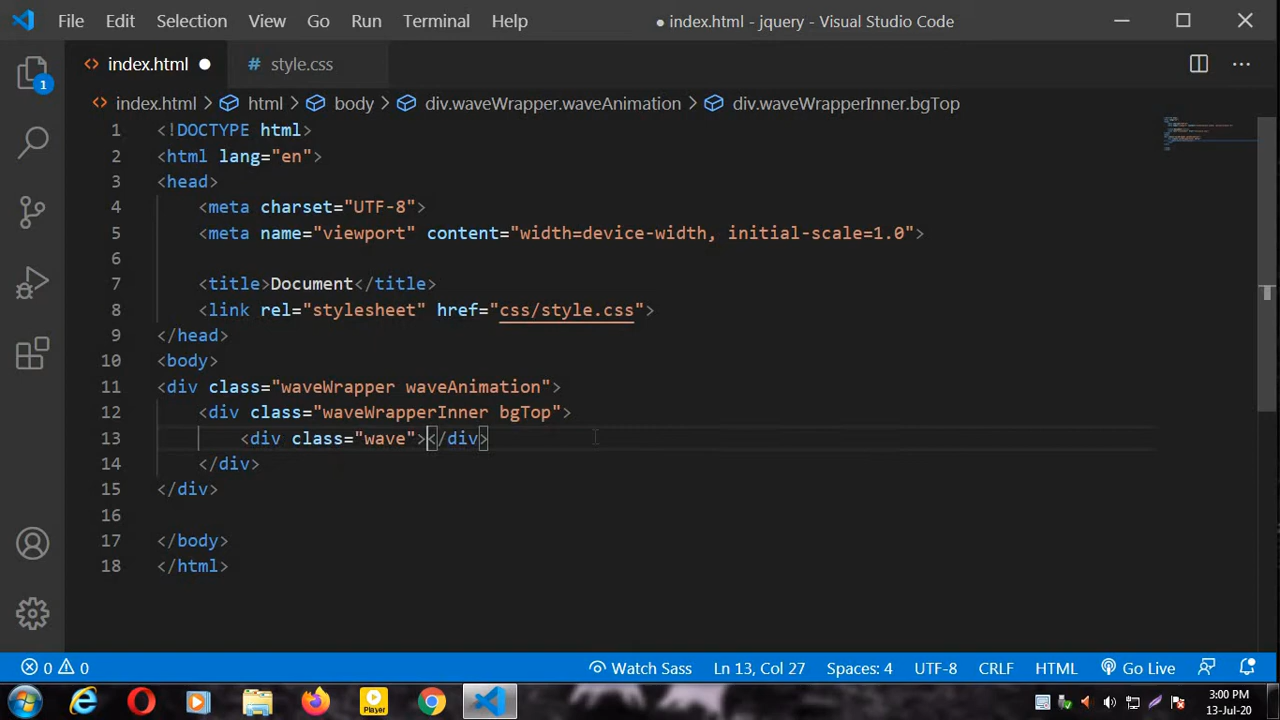 File Edit Selection View Go Run Terminal Help ● index.html - jquery - Visual Studio Code
index.html ● # style.css
index.html > html > body > div.waveWrapper.waveAnimation > div.waveWrapperInner.bgTop
1 <!DOCTYPE html>
2 <html lang="en">
3 <head>
4 <meta charset="UTF-8">
5 <meta name="viewport" content="width=device-width, initial-scale=1.0">
6
7 <title>Document</title>
8 <link rel="stylesheet" href="css/style.css">
9 </head>
10 <body>
11 <div class="waveWrapper waveAnimation">
12 <div class="waveWrapperInner bgTop">
13 <div class="wave"></div>
14 </div>
15 </div>
16
17 </body>
18 </html>
1
0 0 Watch Sass Ln 13, Col 27 Spaces: 4 UTF-8 CRLF HTML Go Live
Player
3:00 PM
13-Jul-20